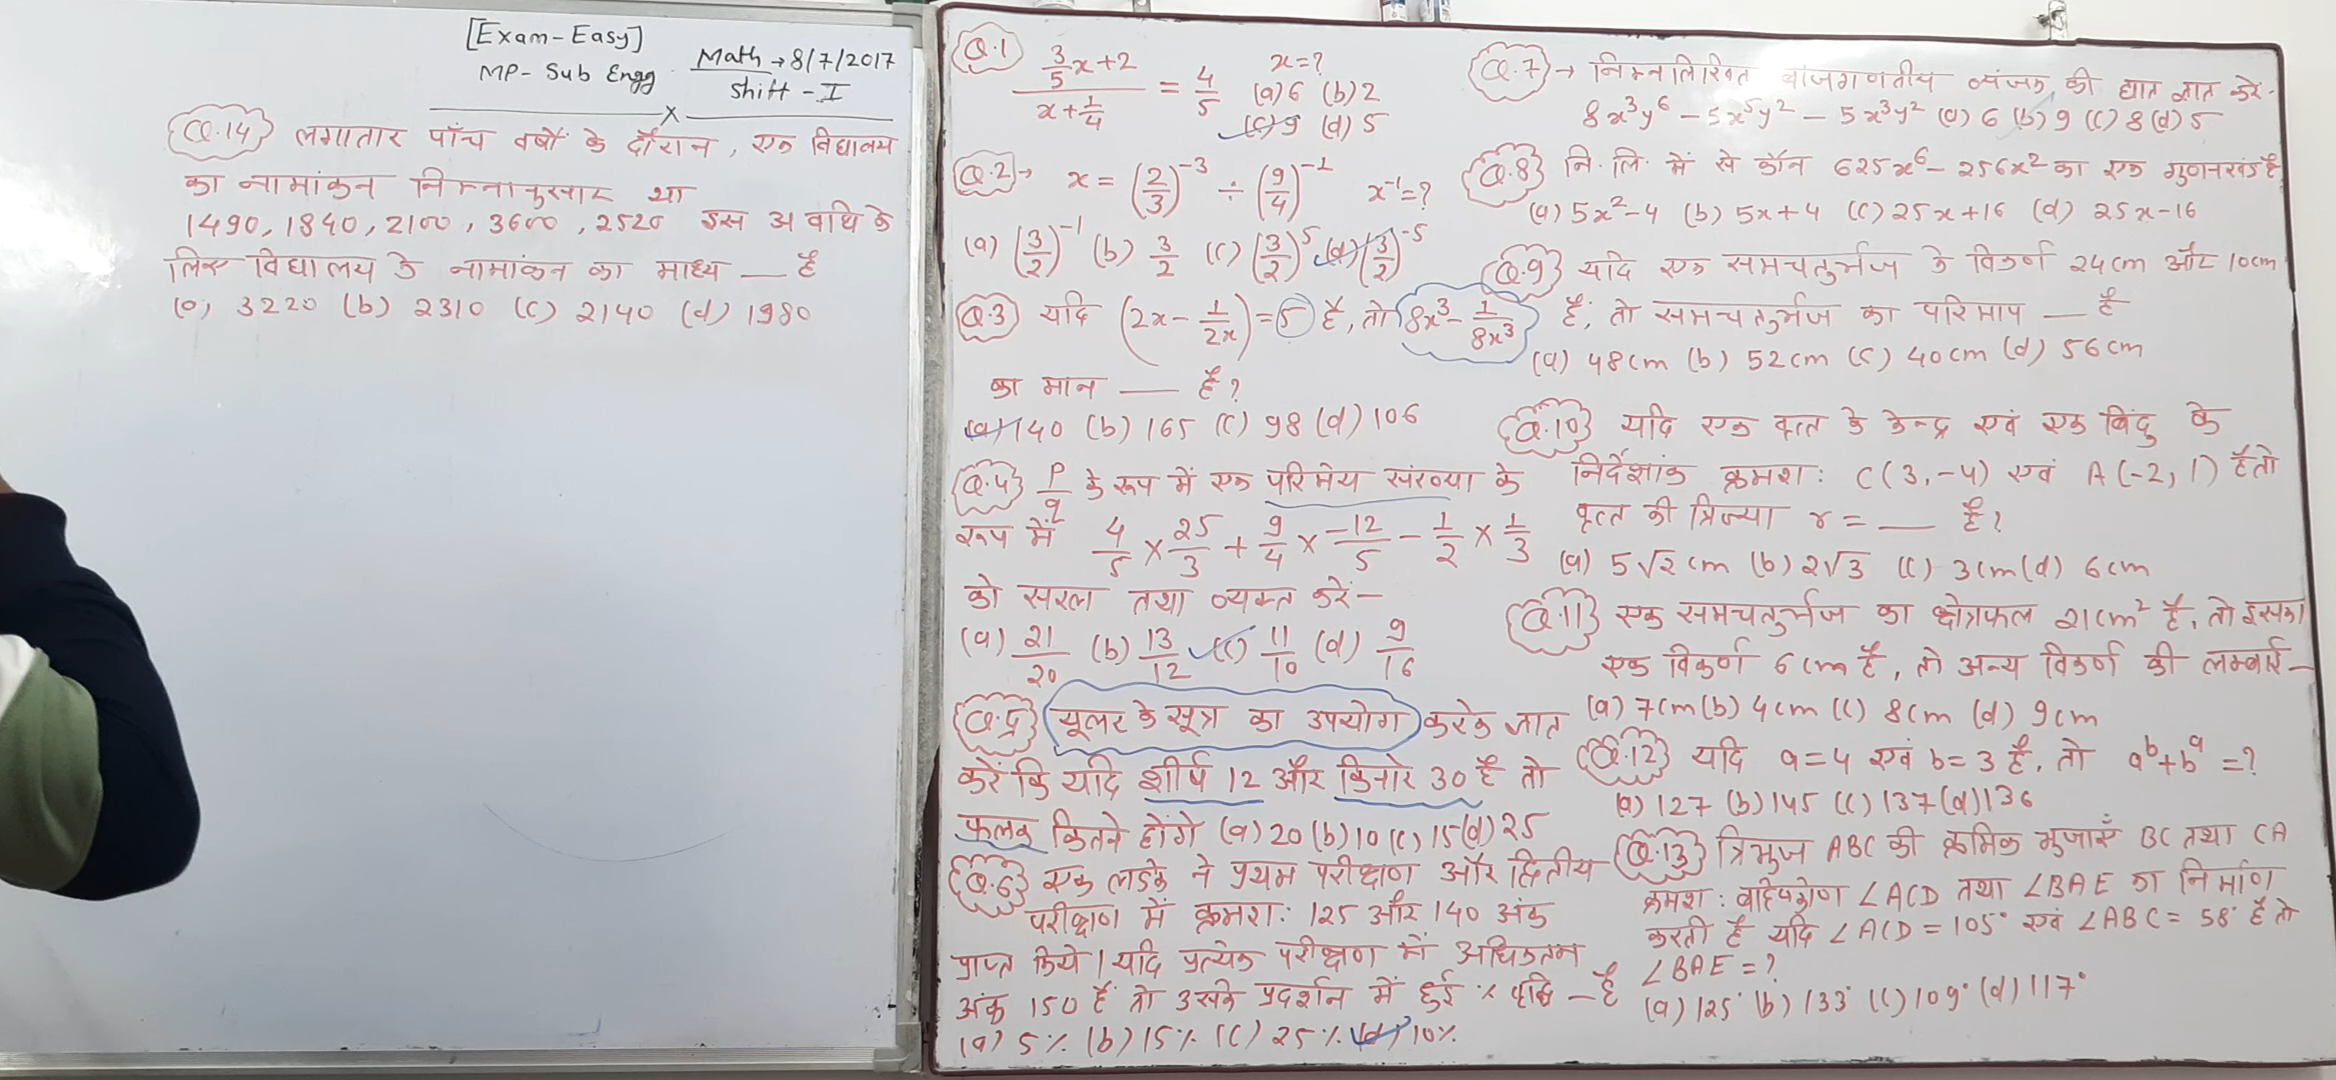 [Exam-Easy]
MP- Sub Engg. Math → 8/7/2017
Shift - I
x
Q.14 लगातार पाँच वर्षों के दौरान, एक विद्यालय
का नामांकन निम्नानुसार था
1490, 1840, 2100, 3600, 2520 इस अवधि के
लिए विद्यालय के नामांकन का माध्य — है
(a) 3220 (b) 2310 (c) 2140 (d) 1980
Q.1 (3/5 x+2)/(x+1/4) = 4/5 x=?
(a) 6 (b) 2
(c) 9 (d) 5
Q.2 → x = (2/3)^-3 ÷ (9/4)^-1 x^-1=?
(a) (3/2)^-1 (b) 3/2 (c) (3/2)^5 (d) (3/2)^-5
Q.3 यदि (2x - 1/2x) = 5 है, तो 8x³ - 1/8x³
का मान — है?
(a) 140 (b) 165 (c) 98 (d) 106
Q.4 P/q के रूप में एक परिमेय संख्या के
रूप में 4/5 × 25/3 + 9/4 × -12/5 - 1/2 × 1/3
को सरल तथा व्यक्त करें-
(a) 21/20 (b) 13/12 (c) 11/10 (d) 9/16
Q.5 यूलर के सूत्र का उपयोग करके ज्ञात
करें कि यदि शीर्ष 12 और किनारे 30 है तो
फलक कितने होंगे (a) 20 (b) 10 (c) 15 (d) 25
Q.6 एक लड़के ने प्रथम परीक्षण और द्वितीय
परीक्षण में क्रमश: 125 और 140 अंक
प्राप्त किये। यदि प्रत्येक परीक्षण में अधिकतम
अंक 150 हैं तो उसके प्रदर्शन में हुई % वृद्धि — है
(a) 5% (b) 15% (c) 25% (d) 10%
Q.7 → निम्नलिखित बीजगणितीय व्यंजक, की घात ज्ञात करें-
8x³y⁶ - 5x⁵y² - 5x³y² (a) 6 (b) 9 (c) 8 (d) 5
Q.8 नि. लि. में से कौन 625x⁶ - 256x² का एक गुणनखंड है
(a) 5x²-4 (b) 5x+4 (c) 25x+16 (d) 25x-16
Q.9 यदि एक समचतुर्भुज के विकर्ण 24cm और 10cm
हैं, तो समचतुर्भुज का परिमाप — है
(a) 48cm (b) 52cm (c) 40cm (d) 56cm
Q.10 यदि एक वृत्त के केन्द्र एवं एक बिंदु के
निर्देशांक क्रमश: C(3,-4) एवं A(-2,1) है तो
वृत्त की त्रिज्या r = — है?
(a) 5√2cm (b) 2√3 (c) 3cm (d) 6cm
Q.11 एक समचतुर्भुज का क्षेत्रफल 21cm² है, तो इसका
एक विकर्ण 6cm है, तो अन्य विकर्ण की लम्बाई-
(a) 7cm (b) 4cm (c) 8cm (d) 9cm
Q.12 यदि a=4 एवं b=3 है, तो a^b+b^a =?
(a) 127 (b) 145 (c) 137 (d) 136
Q.13 त्रिभुज ABC की क्रमिक भुजाएँ BC तथा CA
क्रमश: बहिष्कोण ∠ACD तथा ∠BAE का निर्माण
करती है यदि ∠ACD = 105° एवं ∠ABC = 58° है तो
∠BAE = ?
(a) 125° (b) 133° (c) 109° (d) 117°